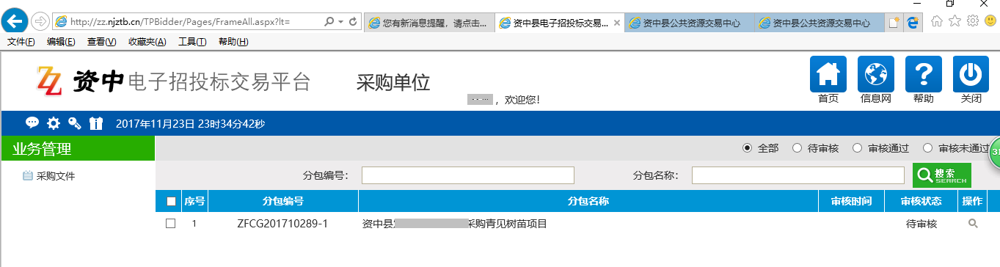 http://zz.njztb.cn/TPBidder/Pages/FrameAll.aspx?lt=
您有新消息提醒，请点击...
资中县电子招投标交易...
资中县公共资源交易中心
资中县公共资源交易中心
文件(F) 编辑(E) 查看(V) 收藏夹(A) 工具(T) 帮助(H)
ZZ 资中 电子招投标交易平台 采购单位
，欢迎您！
首页 信息网 帮助 关闭
2017年11月23日 23时34分42秒
业务管理
全部 待审核 审核通过 审核未通过
31
采购文件
分包编号： 分包名称： 搜索
SEARCH
序号 分包编号 分包名称 审核时间 审核状态 操作
1 ZFCG201710289-1 资中县 采购青见树苗项目 待审核